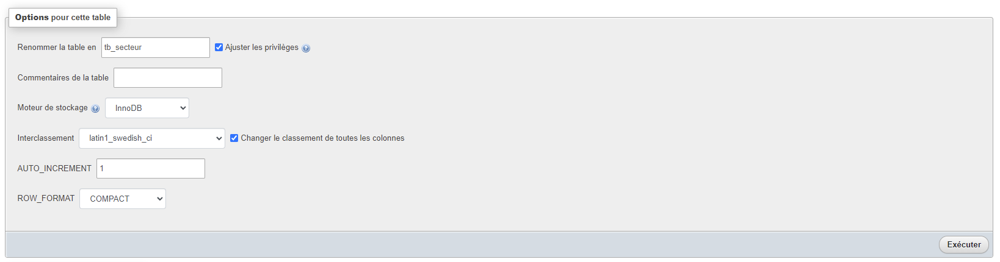 Options pour cette table
Renommer la table en tb_secteur Ajuster les privilèges
Commentaires de la table
Moteur de stockage InnoDB
Interclassement latin1_swedish_ci Changer le classement de toutes les colonnes
AUTO_INCREMENT 1
ROW_FORMAT COMPACT
Exécuter